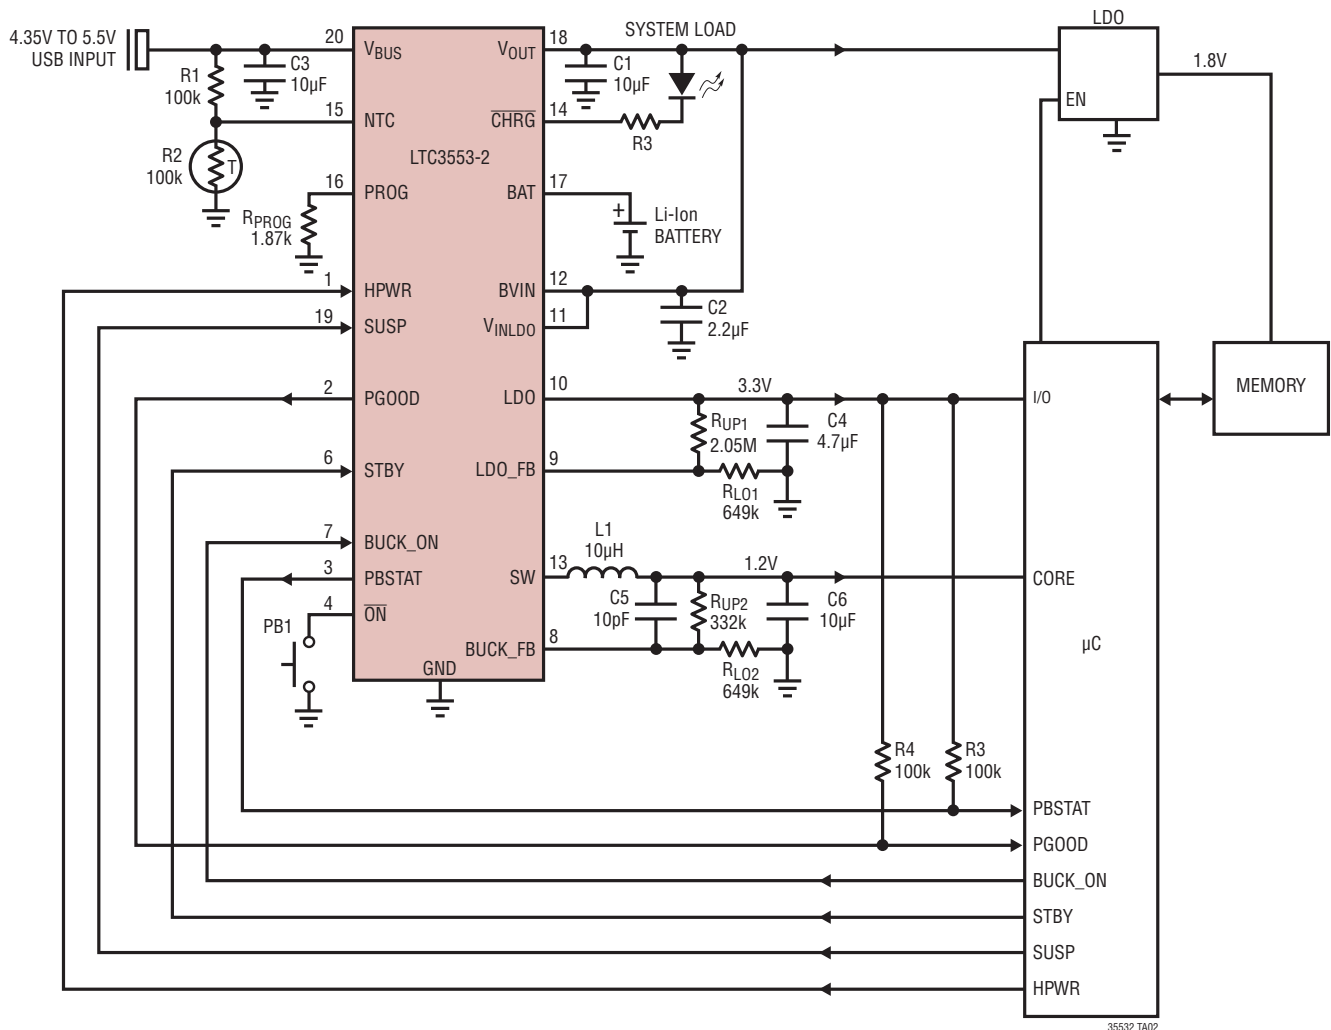 4.35V TO 5.5V
USB INPUT
R1
100k
C3
10µF
R2
100k
T
RPROG
1.87k
20
15
16
1
19
2
6
7
3
4
PB1
VBUS
NTC
LTC3553-2
PROG
HPWR
SUSP
PGOOD
STBY
BUCK_ON
PBSTAT
ON
GND
VOUT
CHRG
BAT
BVIN
VINLDO
LDO
LDO_FB
SW
BUCK_FB
18
14
17
12
11
10
9
13
8
SYSTEM LOAD
C1
10µF
R3
+
Li-Ion
BATTERY
C2
2.2µF
3.3V
RUP1
2.05M
C4
4.7µF
RLO1
649k
L1
10µH
1.2V
C5
10pF
RUP2
332k
C6
10µF
RLO2
649k
R4
100k
R3
100k
LDO
EN
1.8V
MEMORY
I/O
CORE
µC
PBSTAT
PGOOD
BUCK_ON
STBY
SUSP
HPWR
35532 TA02